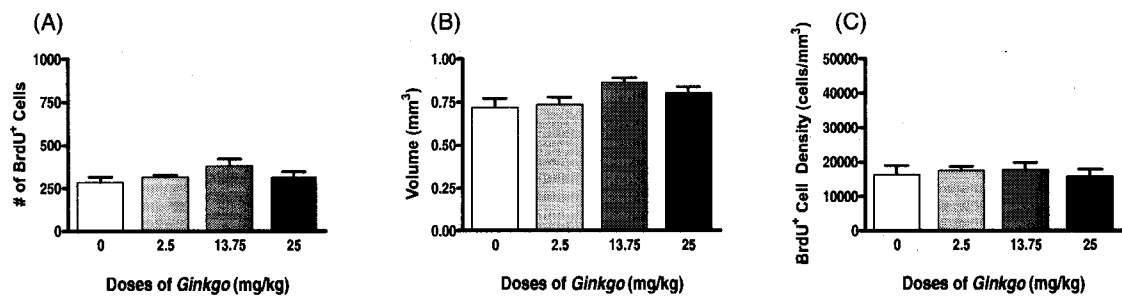 (A)
# of BrdU+ Cells
1000
750
500
250
0
0 2.5 13.75 25
Doses of Ginkgo (mg/kg)
(B)
Volume (mm³)
1.00
0.75
0.50
0.25
0.00
0 2.5 13.75 25
Doses of Ginkgo (mg/kg)
(C)
BrdU+ Cell Density (cells/mm³)
50000
40000
30000
20000
10000
0
0 2.5 13.75 25
Doses of Ginkgo (mg/kg)